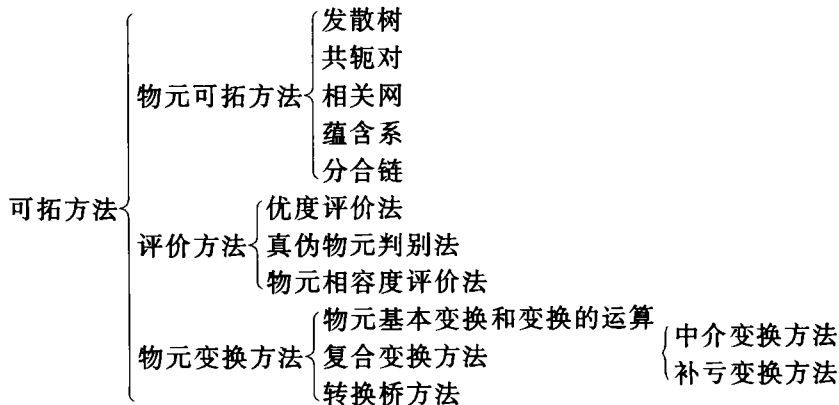 发散树
共轭对
物元可拓方法
相关网
蕴含系
分合链
可拓方法
优度评价法
评价方法
真伪物元判别法
物元相容度评价法
物元基本变换和变换的运算
中介变换方法
物元变换方法
复合变换方法
补亏变换方法
转换桥方法